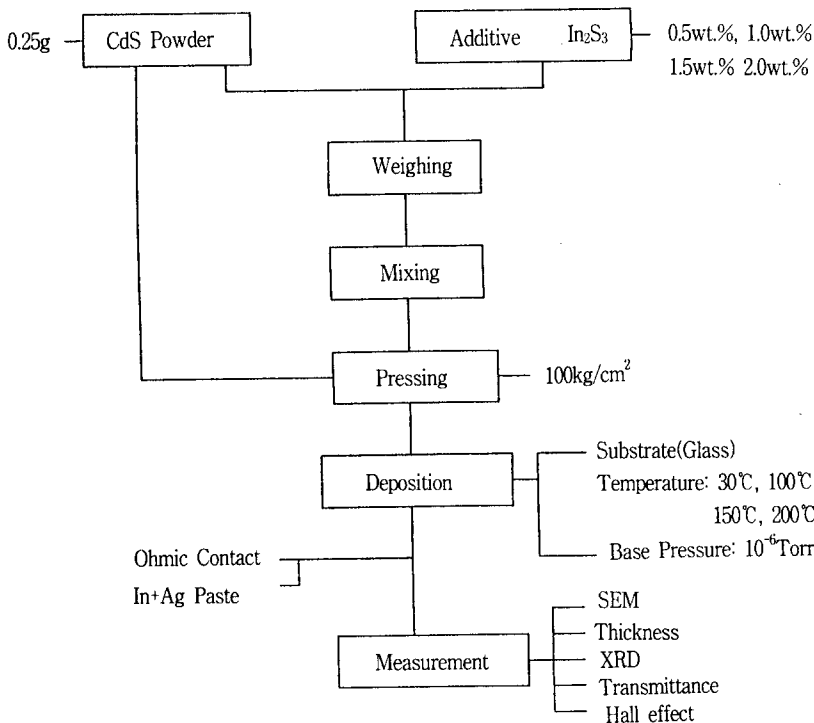 0.25g
CdS Powder
Additive In₂S₃
0.5wt.%, 1.0wt.%
1.5wt.% 2.0wt.%
Weighing
Mixing
Pressing
100kg/cm²
Deposition
Substrate(Glass)
Temperature: 30℃, 100℃
150℃, 200℃
Base Pressure: 10⁻⁶Torr
Ohmic Contact
In+Ag Paste
Measurement
SEM
Thickness
XRD
Transmittance
Hall effect